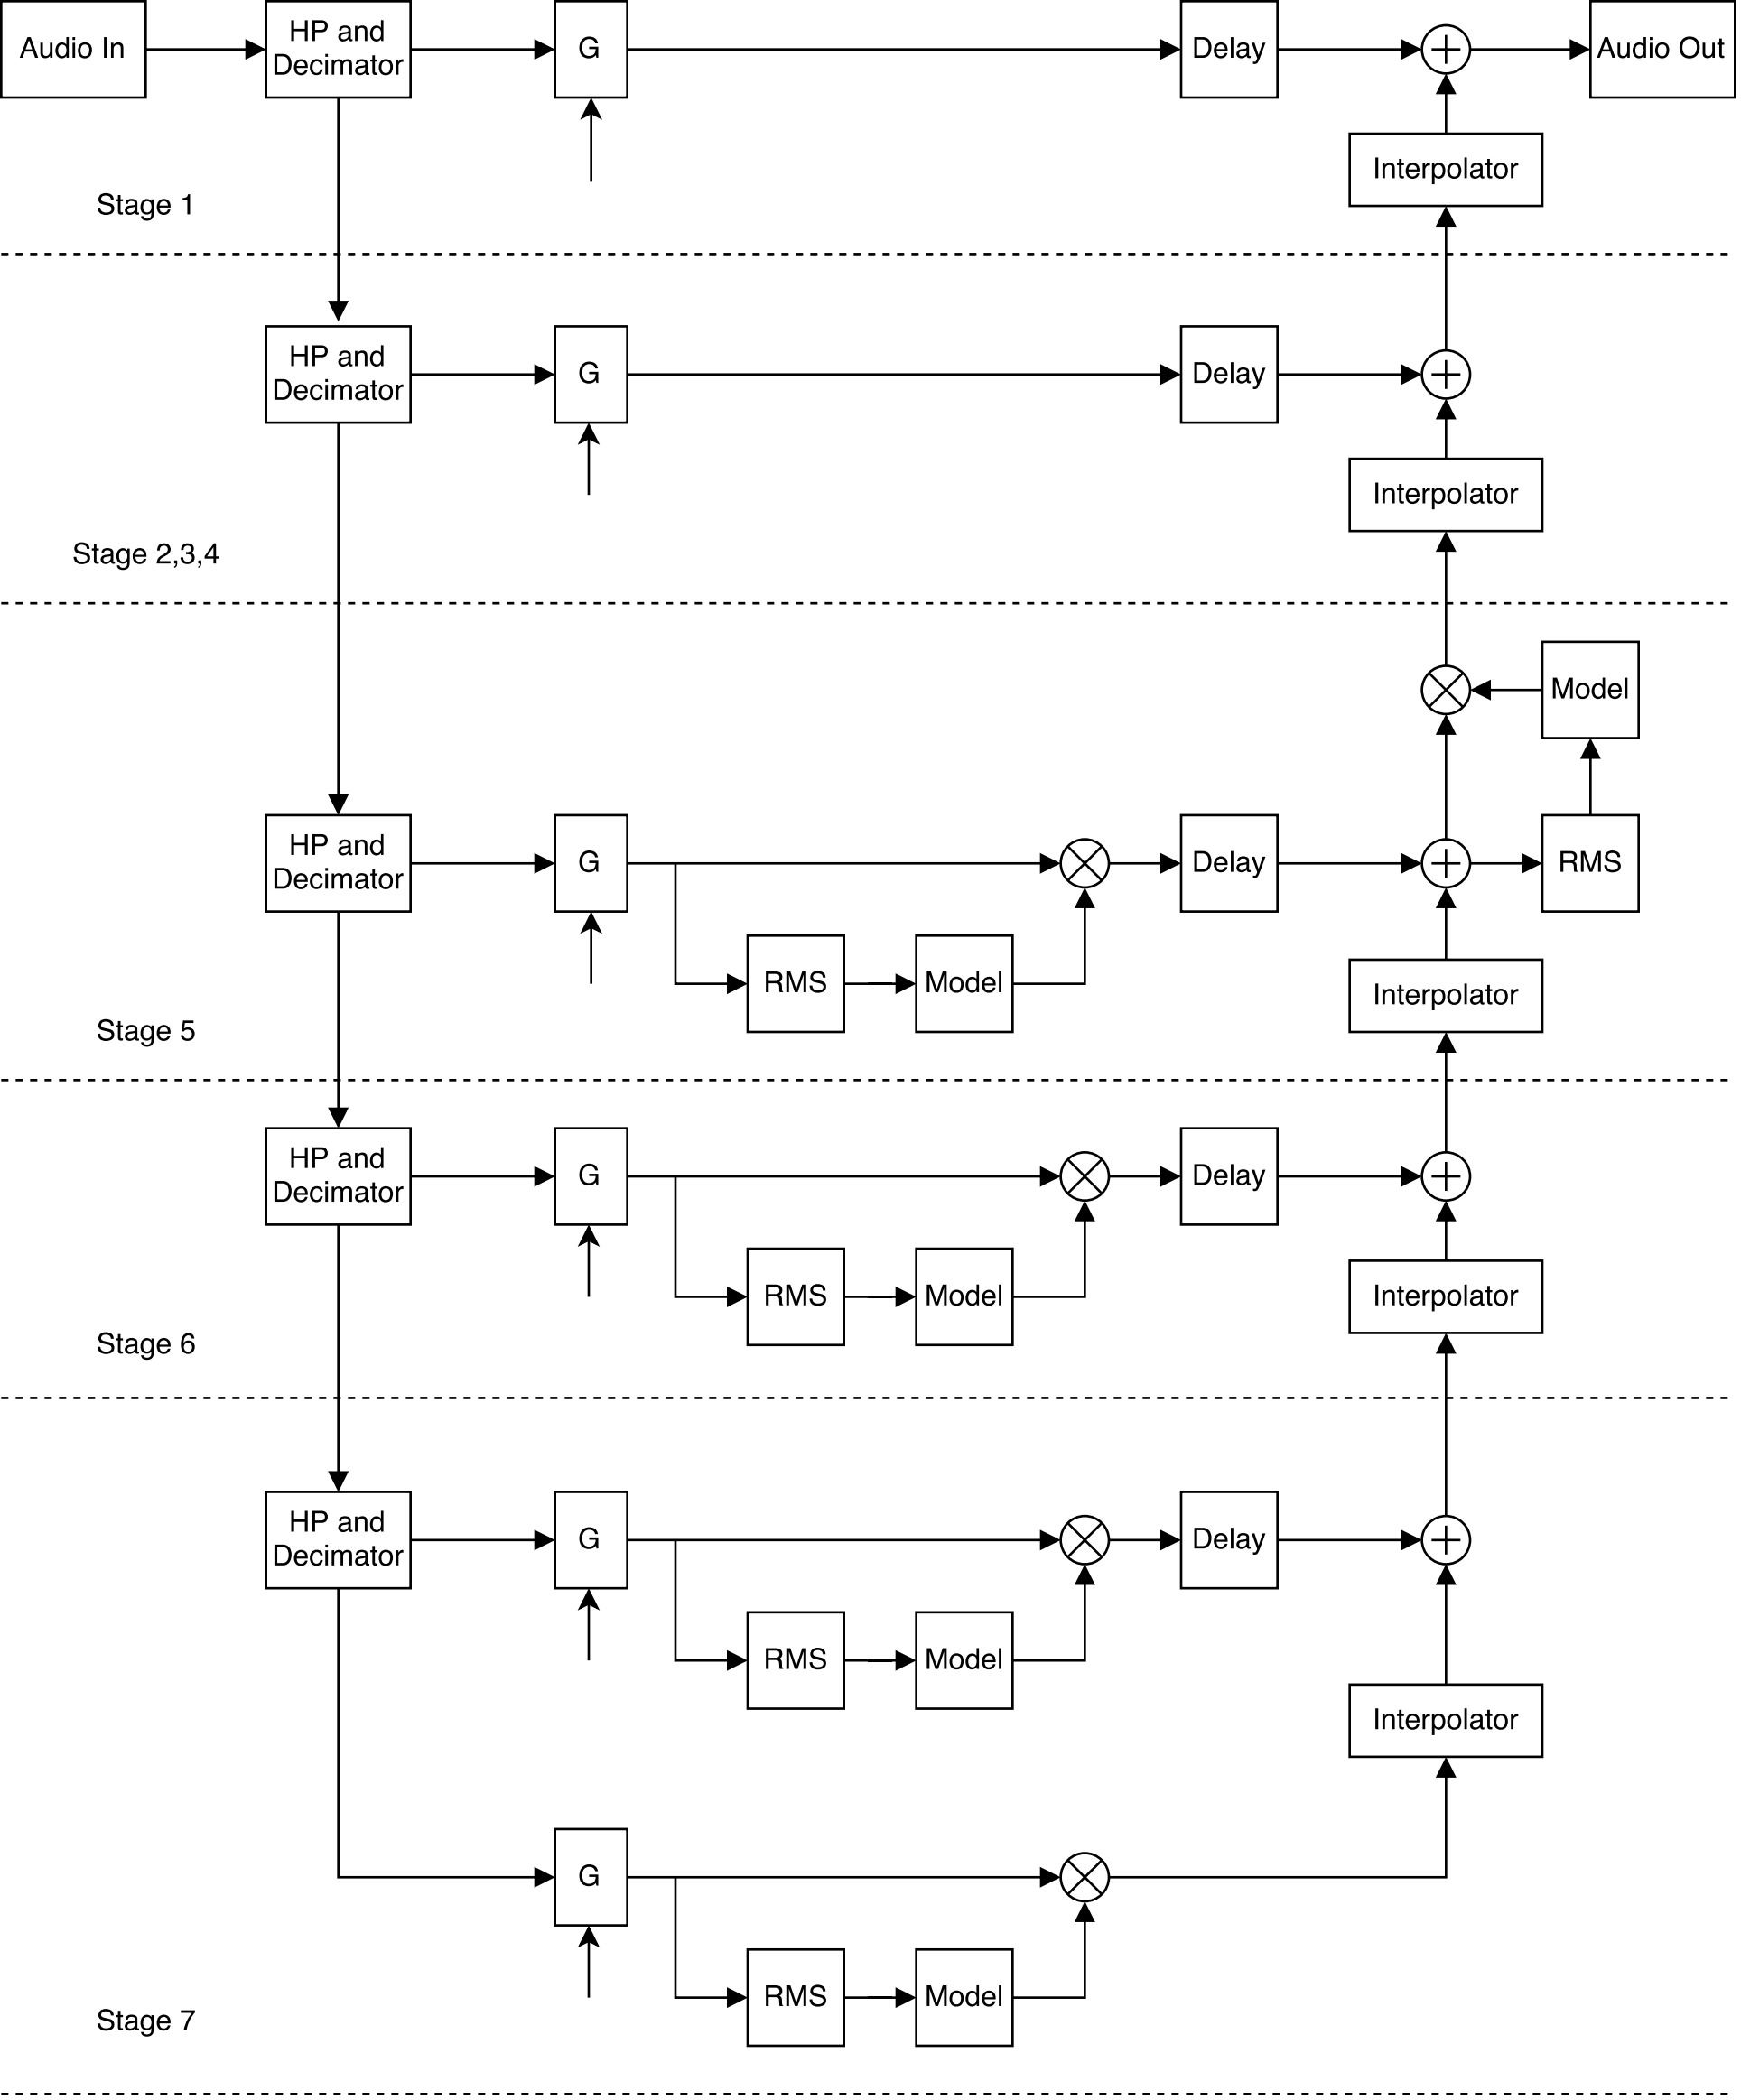 Audio In
HP and
Decimator
G
Delay
Audio Out
Interpolator
Stage 1
HP and
Decimator
G
Delay
Interpolator
Stage 2,3,4
Model
HP and
Decimator
G
Delay
RMS
RMS
Model
Interpolator
Stage 5
HP and
Decimator
G
Delay
RMS
Model
Interpolator
Stage 6
HP and
Decimator
G
Delay
RMS
Model
Interpolator
G
RMS
Model
Stage 7